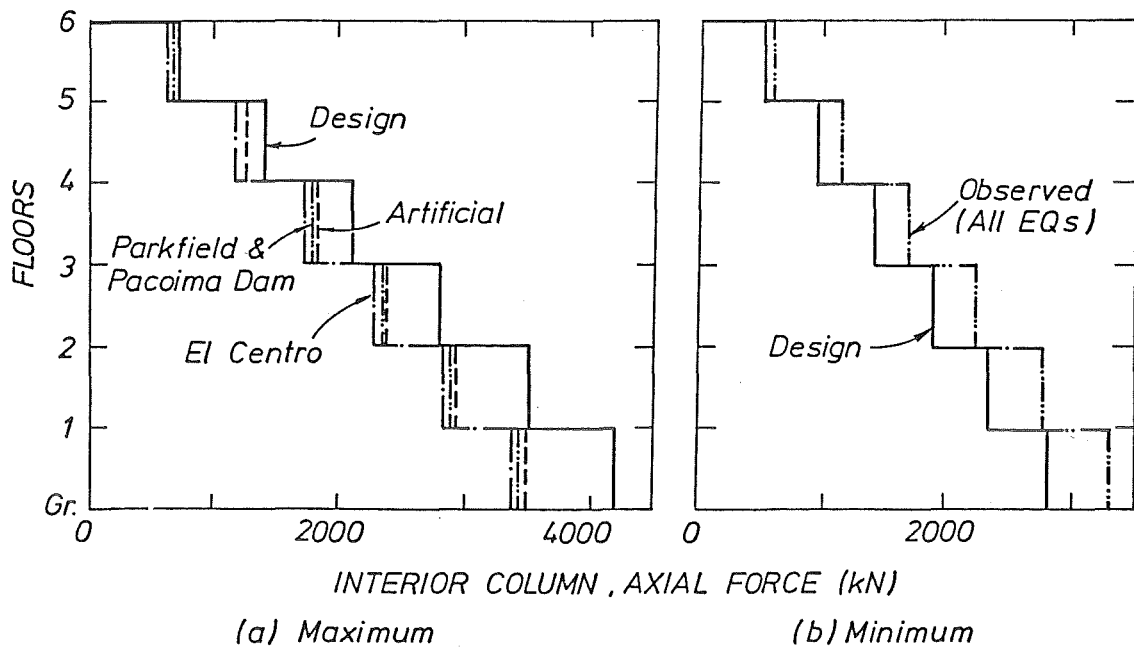 6
5
4
3
2
1
Gr.
FLOORS
Design
Artificial
Parkfield &
Pacoima Dam
El Centro
0
2000
4000
Observed
(All EQs)
Design
0
2000
INTERIOR COLUMN, AXIAL FORCE (kN)
(a) Maximum
(b) Minimum